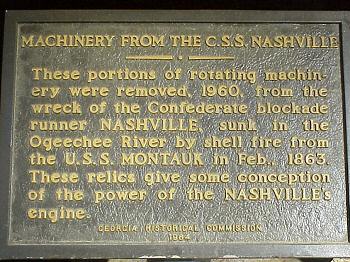 MACHINERY FROM THE C.S.S. NASHVILLE
These portions of rotating machin-
ery were removed, 1960, from the
wreck of the Confederate blockade
runner NASHVILLE, sunk in the
Ogeechee River by shell fire from
the U.S.S. MONTAUK in Feb., 1863.
These relics give some conception
of the power of the NASHVILLE's
engine.
GEORGIA HISTORICAL COMMISSION
1964